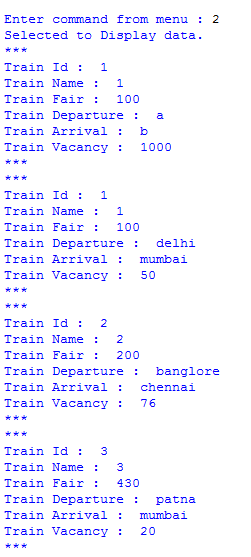 Enter command from menu : 2
Selected to Display data.
***
Train Id :  1
Train Name :  1
Train Fair :  100
Train Departure :  a
Train Arrival :  b
Train Vacancy :  1000
***
***
Train Id :  1
Train Name :  1
Train Fair :  100
Train Departure :  delhi
Train Arrival :  mumbai
Train Vacancy :  50
***
***
Train Id :  2
Train Name :  2
Train Fair :  200
Train Departure :  banglore
Train Arrival :  chennai
Train Vacancy :  76
***
***
Train Id :  3
Train Name :  3
Train Fair :  430
Train Departure :  patna
Train Arrival :  mumbai
Train Vacancy :  20
***